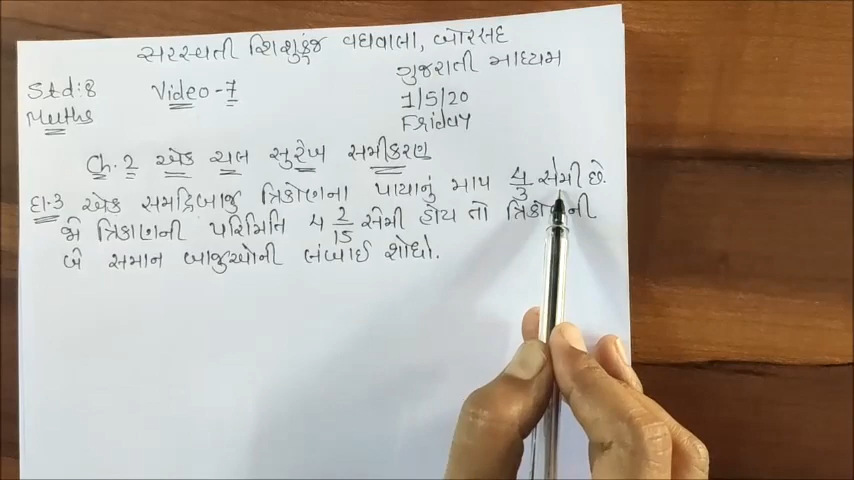 સરસ્વતી શિશુકુંજ વઘવાલા, બોરસદ
ગુજરાતી માધ્યમ
Std:8 Video-7 1/5/20
Maths Friday
Ch. 2 એક ચલ સુરેખ સમીકરણ
દા-3 એક સમદ્વિબાજુ ત્રિકોણના પાયાનું માપ 4/3 સેમી છે.
જો ત્રિકોણની પરિમિતિ 4 2/15 સેમી હોય તો ત્રિકોણની
બે સમાન બાજુઓની લંબાઈ શોધો.